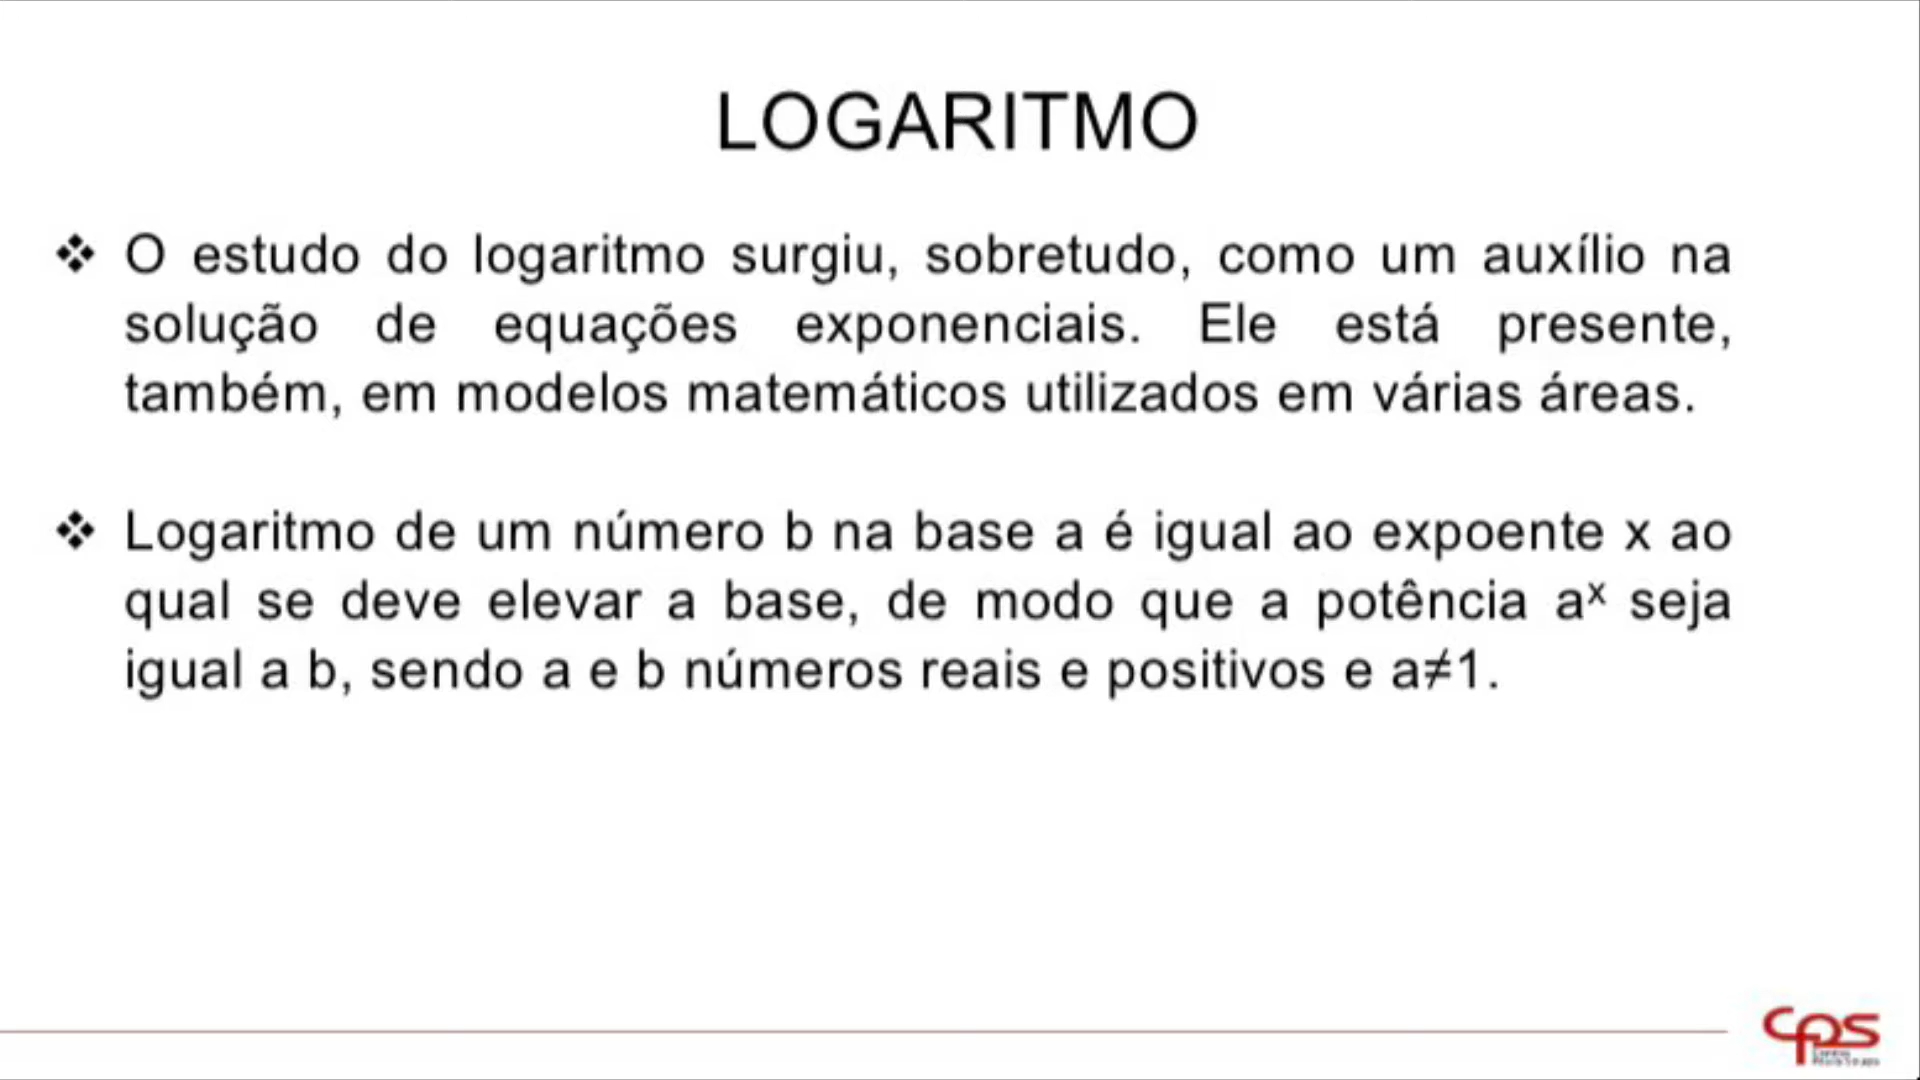 LOGARITMO
❖ O estudo do logaritmo surgiu, sobretudo, como um auxílio na
solução de equações exponenciais. Ele está presente,
também, em modelos matemáticos utilizados em várias áreas.
❖ Logaritmo de um número b na base a é igual ao expoente x ao
qual se deve elevar a base, de modo que a potência aˣ seja
igual a b, sendo a e b números reais e positivos e a≠1.
cps